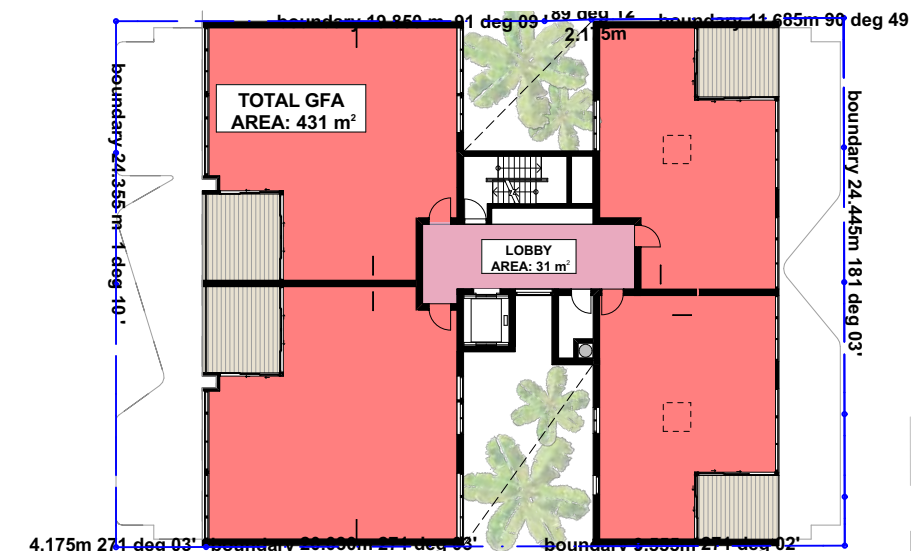 boundary 19.850 m 91 deg 09'
89 deg 12'
2.175m
boundary 11.685m 90 deg 49
TOTAL GFA
AREA: 431 m²
boundary 24.355 m 1 deg 10'
boundary 24.445m 181 deg 03'
LOBBY
AREA: 31 m²
4.175m 271 deg 03'
boundary
271 deg 03'
boundary
271 deg 02'